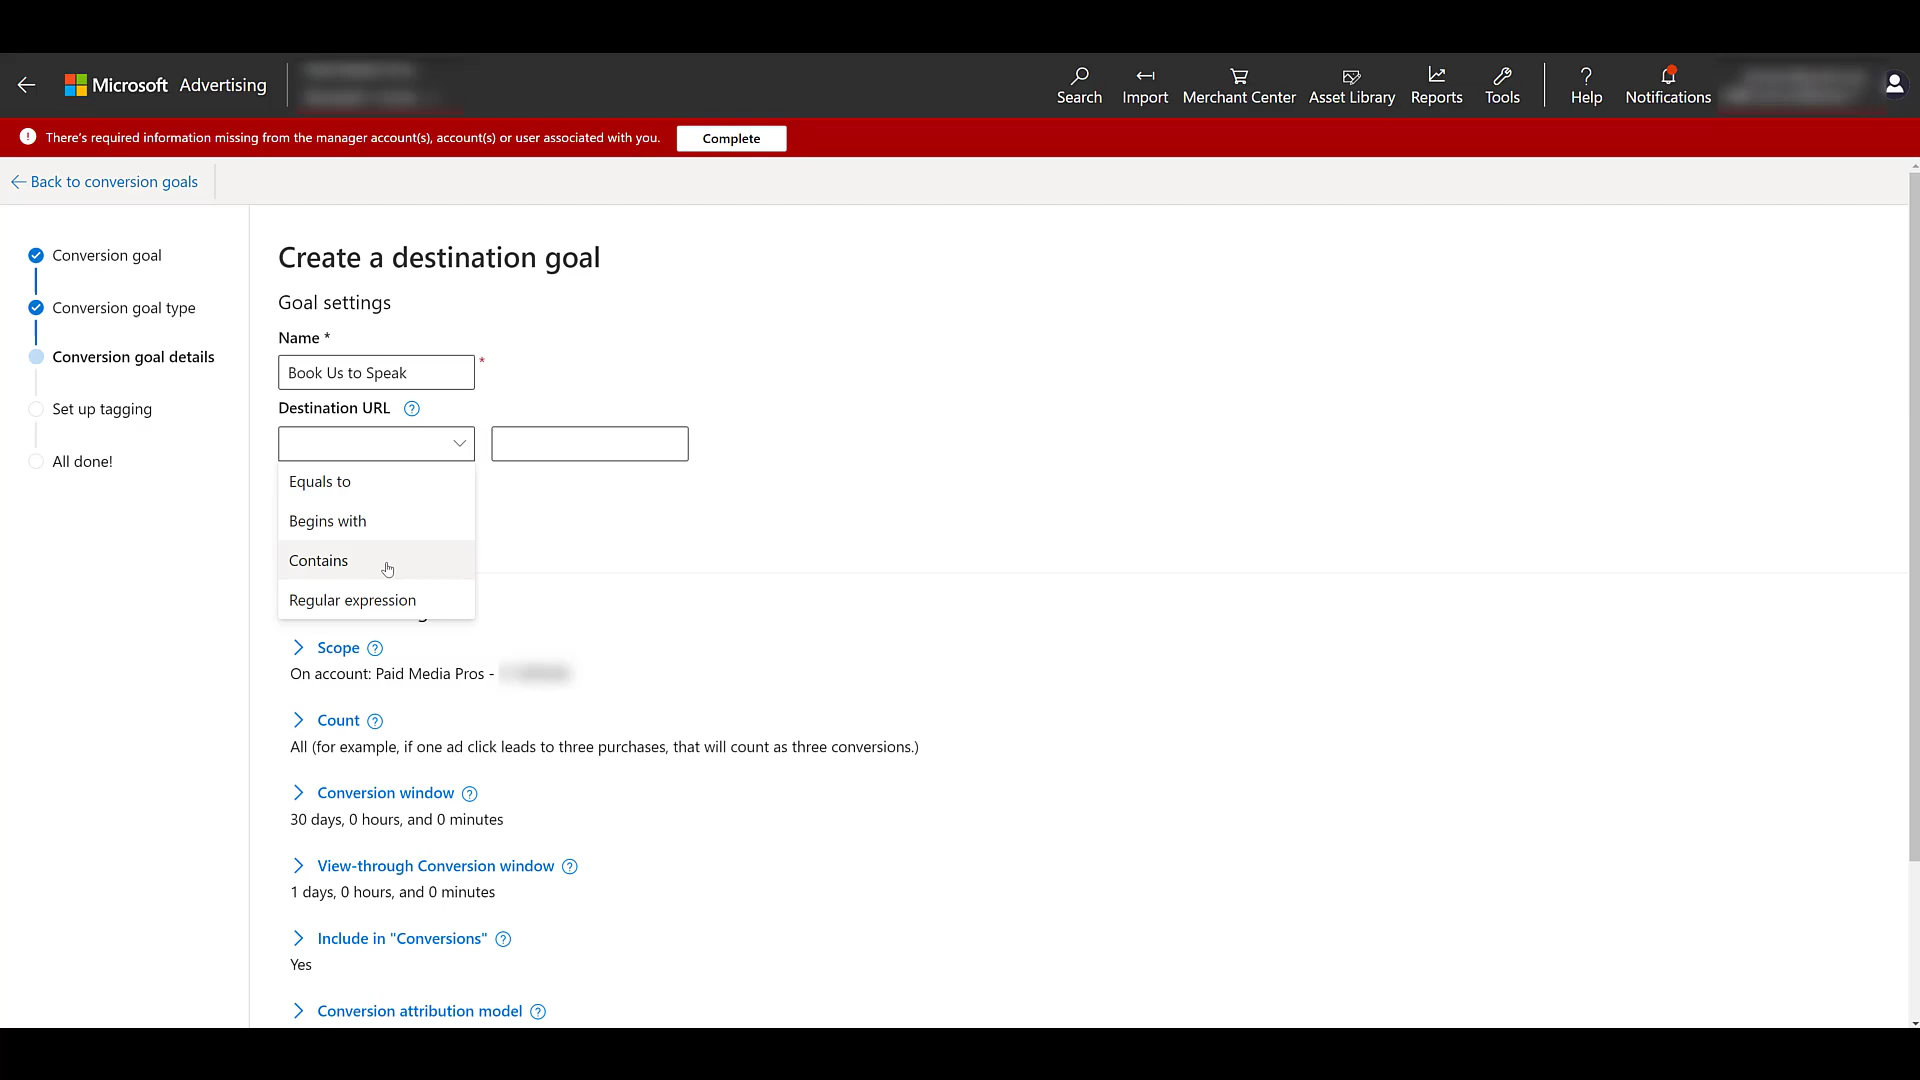 Microsoft Advertising
Search
Import
Merchant Center
Asset Library
Reports
Tools
Help
Notifications
There's required information missing from the manager account(s), account(s) or user associated with you.
Complete
Back to conversion goals
Conversion goal
Conversion goal type
Conversion goal details
Set up tagging
All done!
Create a destination goal
Goal settings
Name *
Book Us to Speak
*
Destination URL
Equals to
Begins with
Contains
Regular expression
Scope
On account: Paid Media Pros -
Count
All (for example, if one ad click leads to three purchases, that will count as three conversions.)
Conversion window
30 days, 0 hours, and 0 minutes
View-through Conversion window
1 days, 0 hours, and 0 minutes
Include in "Conversions"
Yes
Conversion attribution model